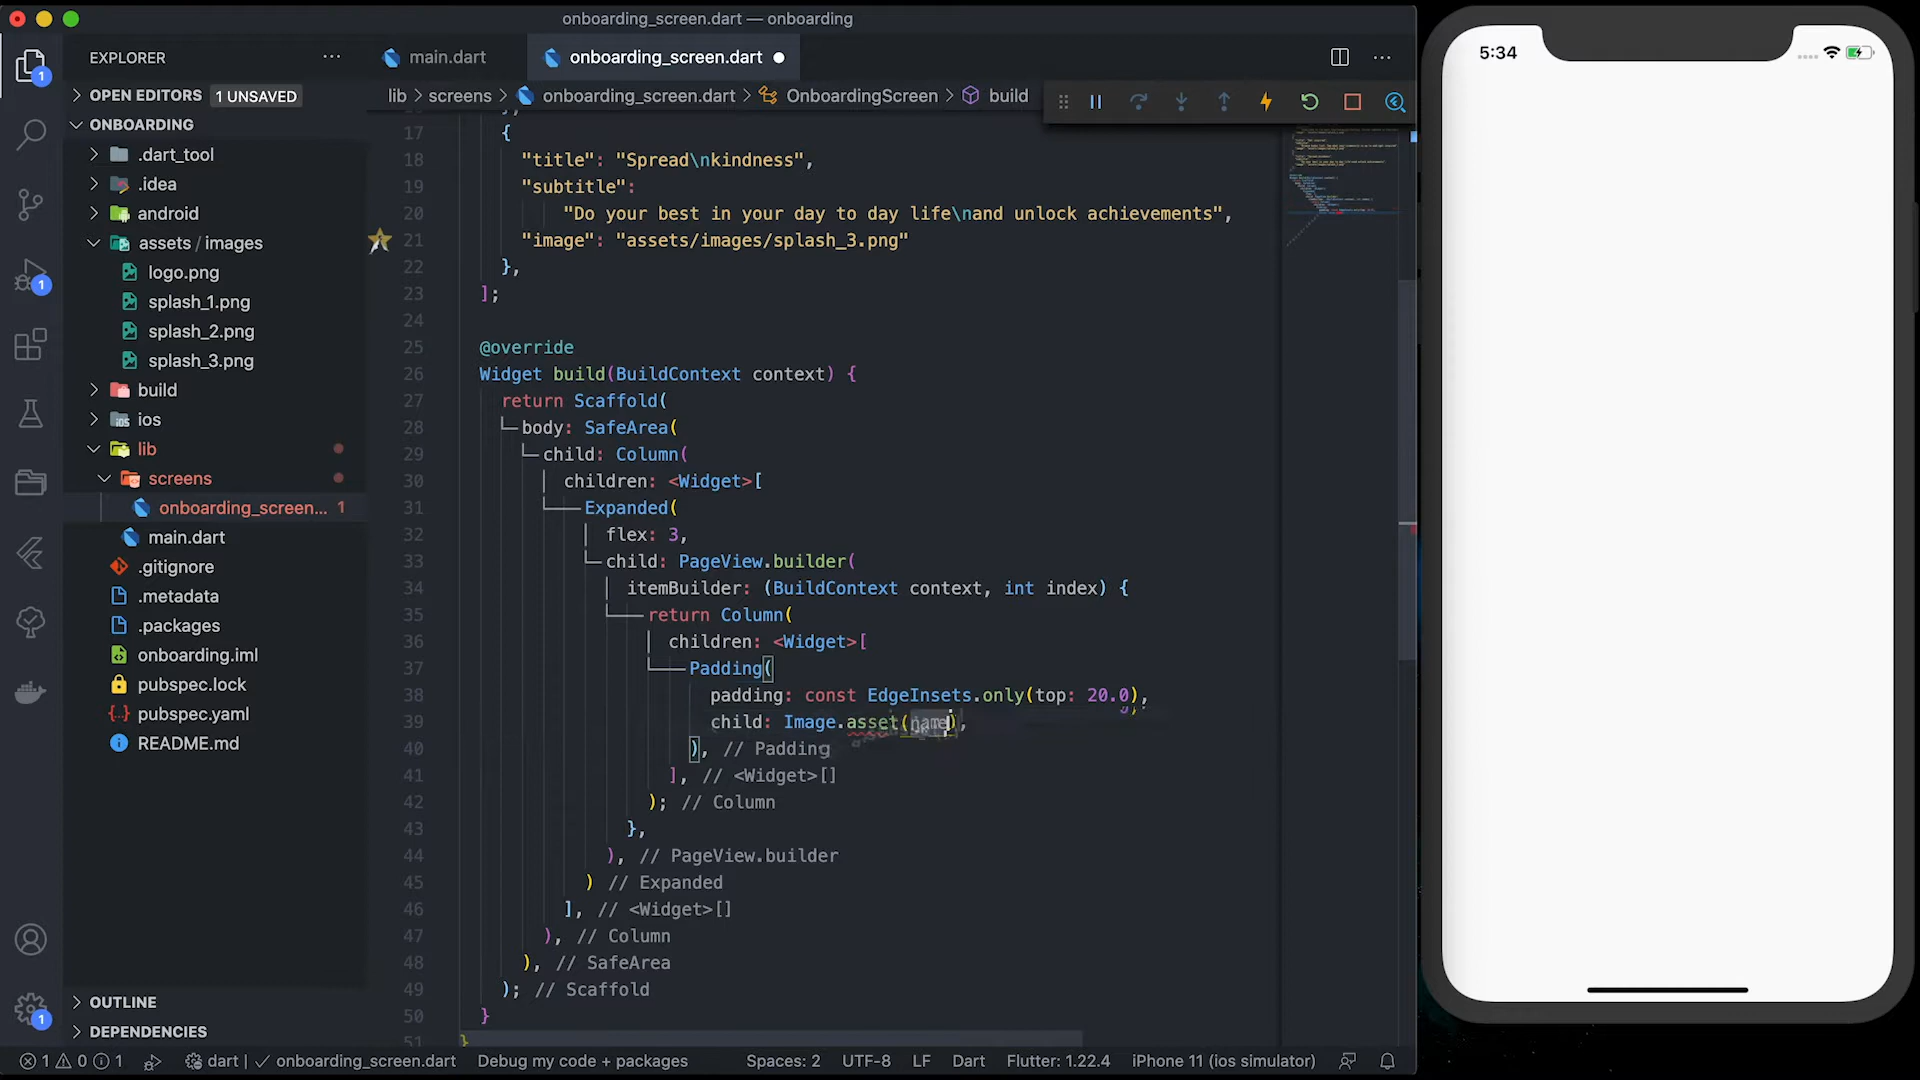 onboarding_screen.dart — onboarding
5:34
EXPLORER
main.dart
onboarding_screen.dart
OPEN EDITORS 1 UNSAVED
lib > screens > onboarding_screen.dart > OnboardingScreen > build
ONBOARDING
.dart_tool
.idea
android
assets / images
logo.png
splash_1.png
splash_2.png
splash_3.png
build
ios
lib
screens
onboarding_screen... 1
main.dart
.gitignore
.metadata
.packages
onboarding.iml
pubspec.lock
pubspec.yaml
README.md
OUTLINE
DEPENDENCIES
1
1
1
17 {
18 "title": "Spread\nkindness",
19 "subtitle":
20 "Do your best in your day to day life\nand unlock achievements",
21 "image": "assets/images/splash_3.png"
22 },
23 ];
24
25 @override
26 Widget build(BuildContext context) {
27 return Scaffold(
28 body: SafeArea(
29 child: Column(
30 children: <Widget>[
31 Expanded(
32 flex: 3,
33 child: PageView.builder(
34 itemBuilder: (BuildContext context, int index) {
35 return Column(
36 children: <Widget>[
37 Padding(
38 padding: const EdgeInsets.only(top: 20.0),
39 child: Image.asset(name),
40 ), // Padding
41 ], // <Widget>[]
42 ); // Column
43 },
44 ), // PageView.builder
45 ) // Expanded
46 ], // <Widget>[]
47 ), // Column
48 ), // SafeArea
49 ); // Scaffold
50 }
51 }
1 0 1 dart | ✓ onboarding_screen.dart Debug my code + packages Spaces: 2 UTF-8 LF Dart Flutter: 1.22.4 iPhone 11 (ios simulator)